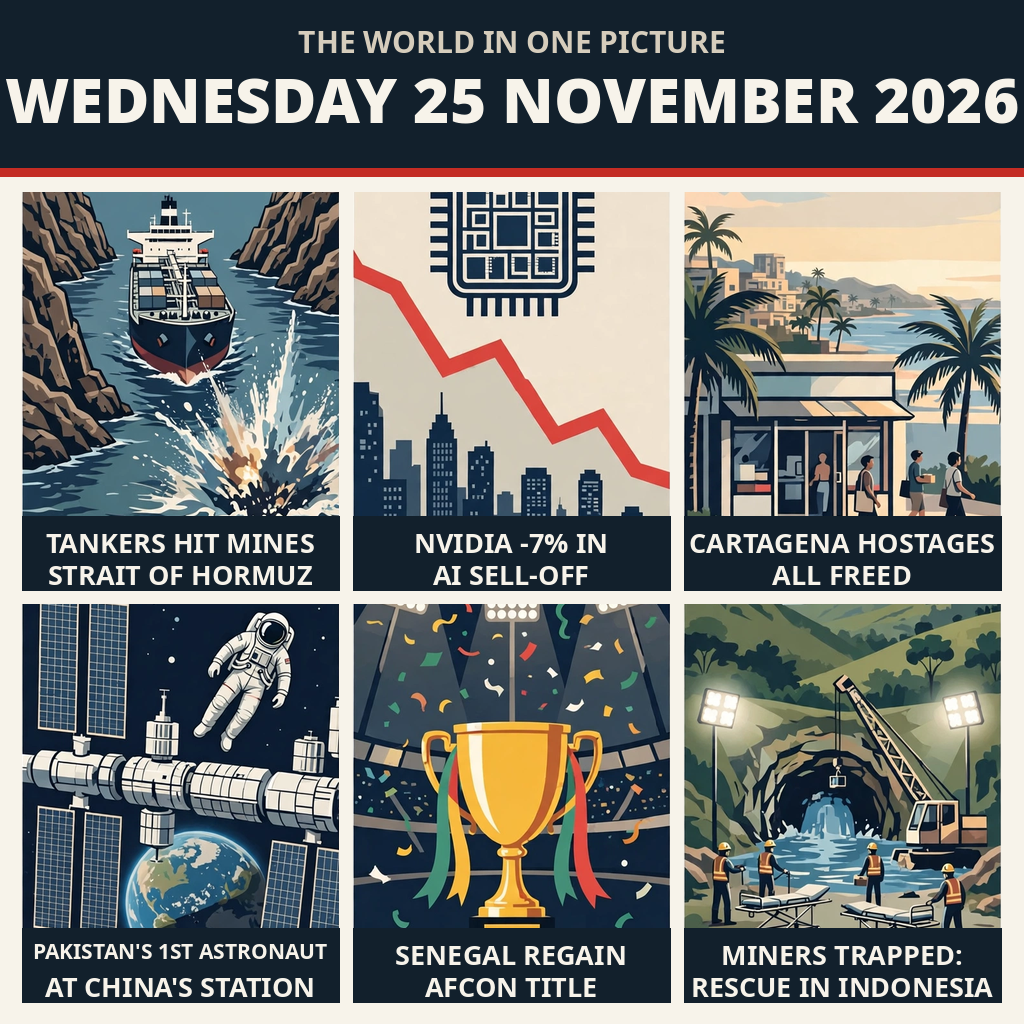 THE WORLD IN ONE PICTURE
WEDNESDAY 25 NOVEMBER 2026
TANKERS HIT MINES
STRAIT OF HORMUZ
NVIDIA -7% IN
AI SELL-OFF
CARTAGENA HOSTAGES
ALL FREED
PAKISTAN'S 1ST ASTRONAUT
AT CHINA'S STATION
SENEGAL REGAIN
AFCON TITLE
MINERS TRAPPED:
RESCUE IN INDONESIA